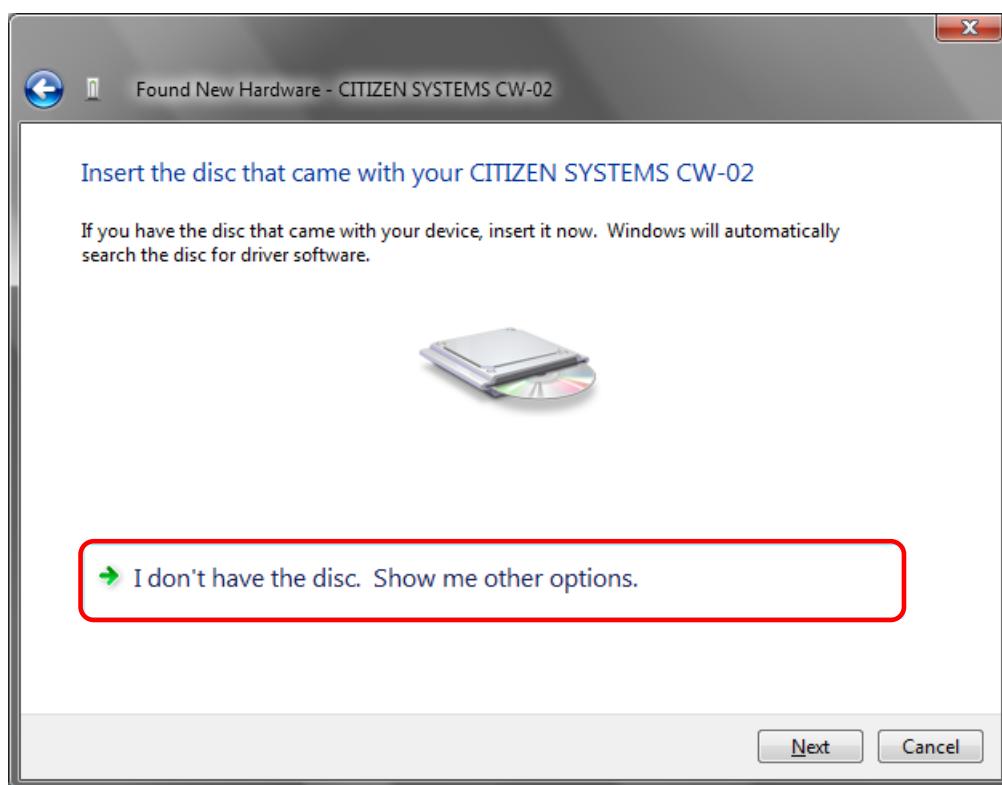 Found New Hardware - CITIZEN SYSTEMS CW-02
Insert the disc that came with your CITIZEN SYSTEMS CW-02
If you have the disc that came with your device, insert it now.  Windows will automatically
search the disc for driver software.
I don't have the disc.  Show me other options.
Next
Cancel